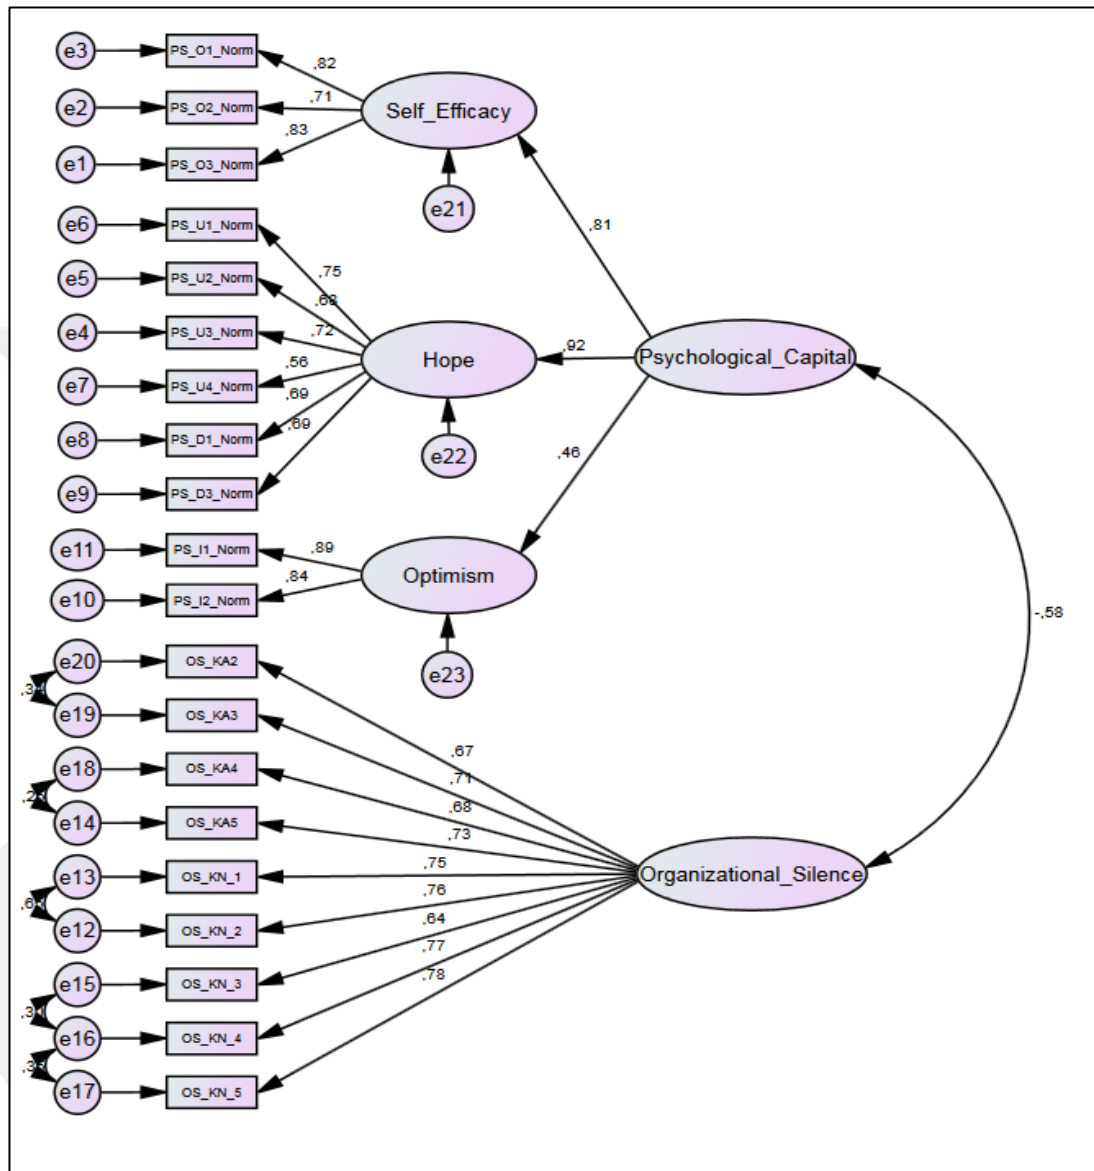 e3 PS_O1_Norm ,82
e2 PS_O2_Norm ,71 Self_Efficacy
e1 PS_O3_Norm ,83
e21
,81
e6 PS_U1_Norm ,75
e5 PS_U2_Norm ,68
e4 PS_U3_Norm ,72
Hope ,92 Psychological_Capital
e7 PS_U4_Norm ,56
e8 PS_D1_Norm ,69
e9 PS_D3_Norm ,69
e22
,46
e11 PS_I1_Norm ,89
Optimism
e10 PS_I2_Norm ,84
e23
-,58
e20 OS_KA2 ,67
e19 OS_KA3 ,71
e18 OS_KA4 ,68
e14 OS_KA5 ,73
e13 OS_KN_1 ,75
Organizational_Silence
e12 OS_KN_2 ,76
e15 OS_KN_3 ,64
e16 OS_KN_4 ,77
e17 OS_KN_5 ,78